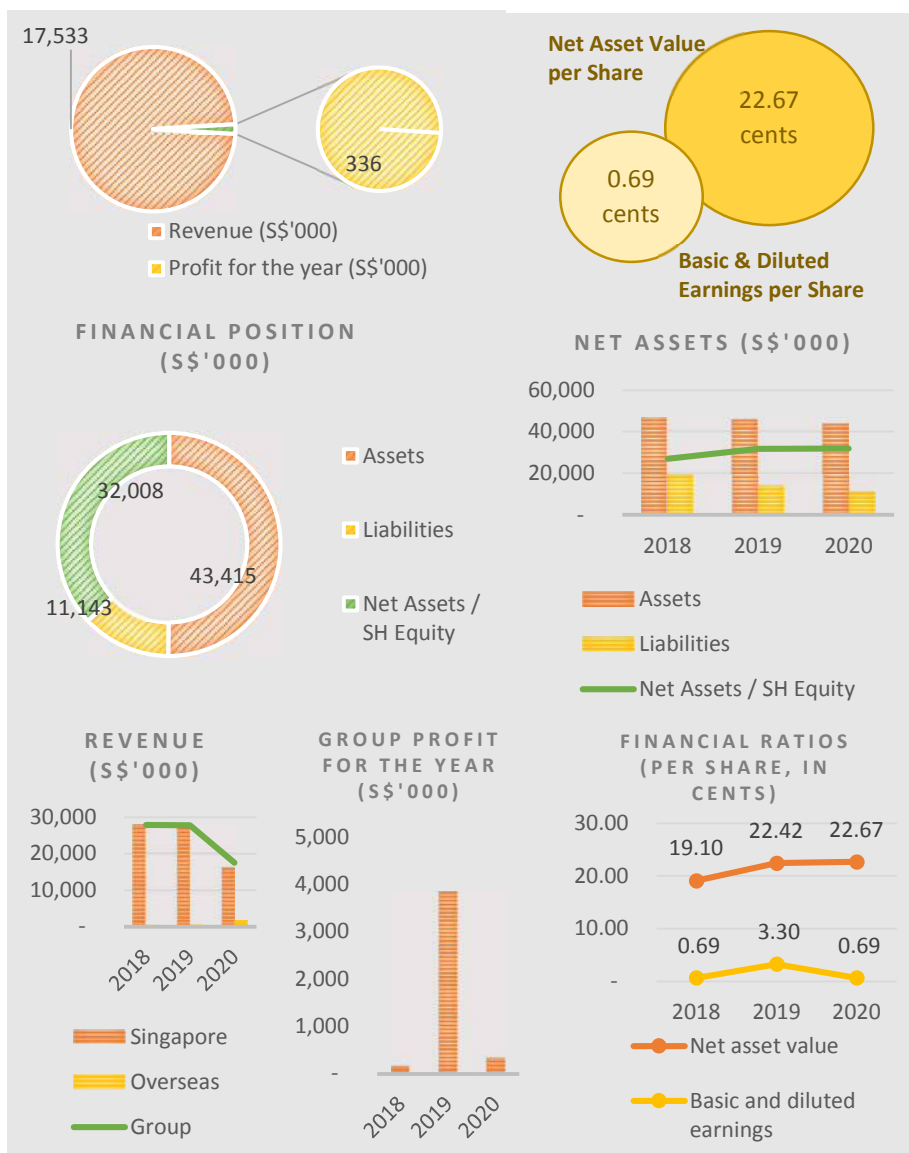 17,533
336
Revenue (S$'000)
Profit for the year (S$'000)
Net Asset Value
per Share
22.67
cents
0.69
cents
Basic & Diluted
Earnings per Share
FINANCIAL POSITION
(S$'000)
32,008
43,415
11,143
Assets
Liabilities
Net Assets /
SH Equity
NET ASSETS (S$'000)
60,000
40,000
20,000
-
2018 2019 2020
Assets
Liabilities
Net Assets / SH Equity
REVENUE
(S$'000)
30,000
20,000
10,000
-
2018 2019 2020
Singapore
Overseas
Group
GROUP PROFIT
FOR THE YEAR
(S$'000)
5,000
4,000
3,000
2,000
1,000
-
2018 2019 2020
FINANCIAL RATIOS
(PER SHARE, IN
CENTS)
30.00
20.00
10.00
-
19.10 22.42 22.67
0.69 3.30 0.69
2018 2019 2020
Net asset value
Basic and diluted
earnings